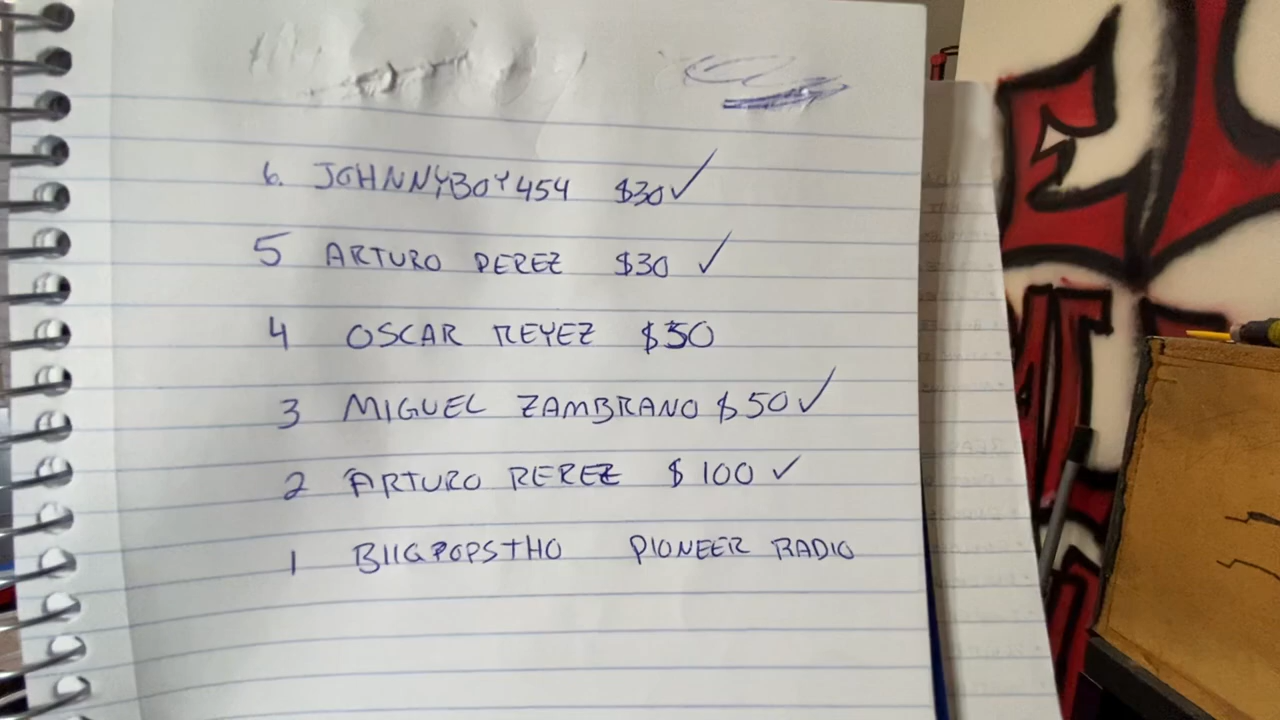 6. JOHNNYBOY454 $30 ✓
5 ARTURO PEREZ $30 ✓
4 OSCAR REYEZ $50
3 MIGUEL ZAMBRANO $50 ✓
2 ARTURO PEREZ $100 ✓
1 BIIGPOPSTHO PIONEER RADIO